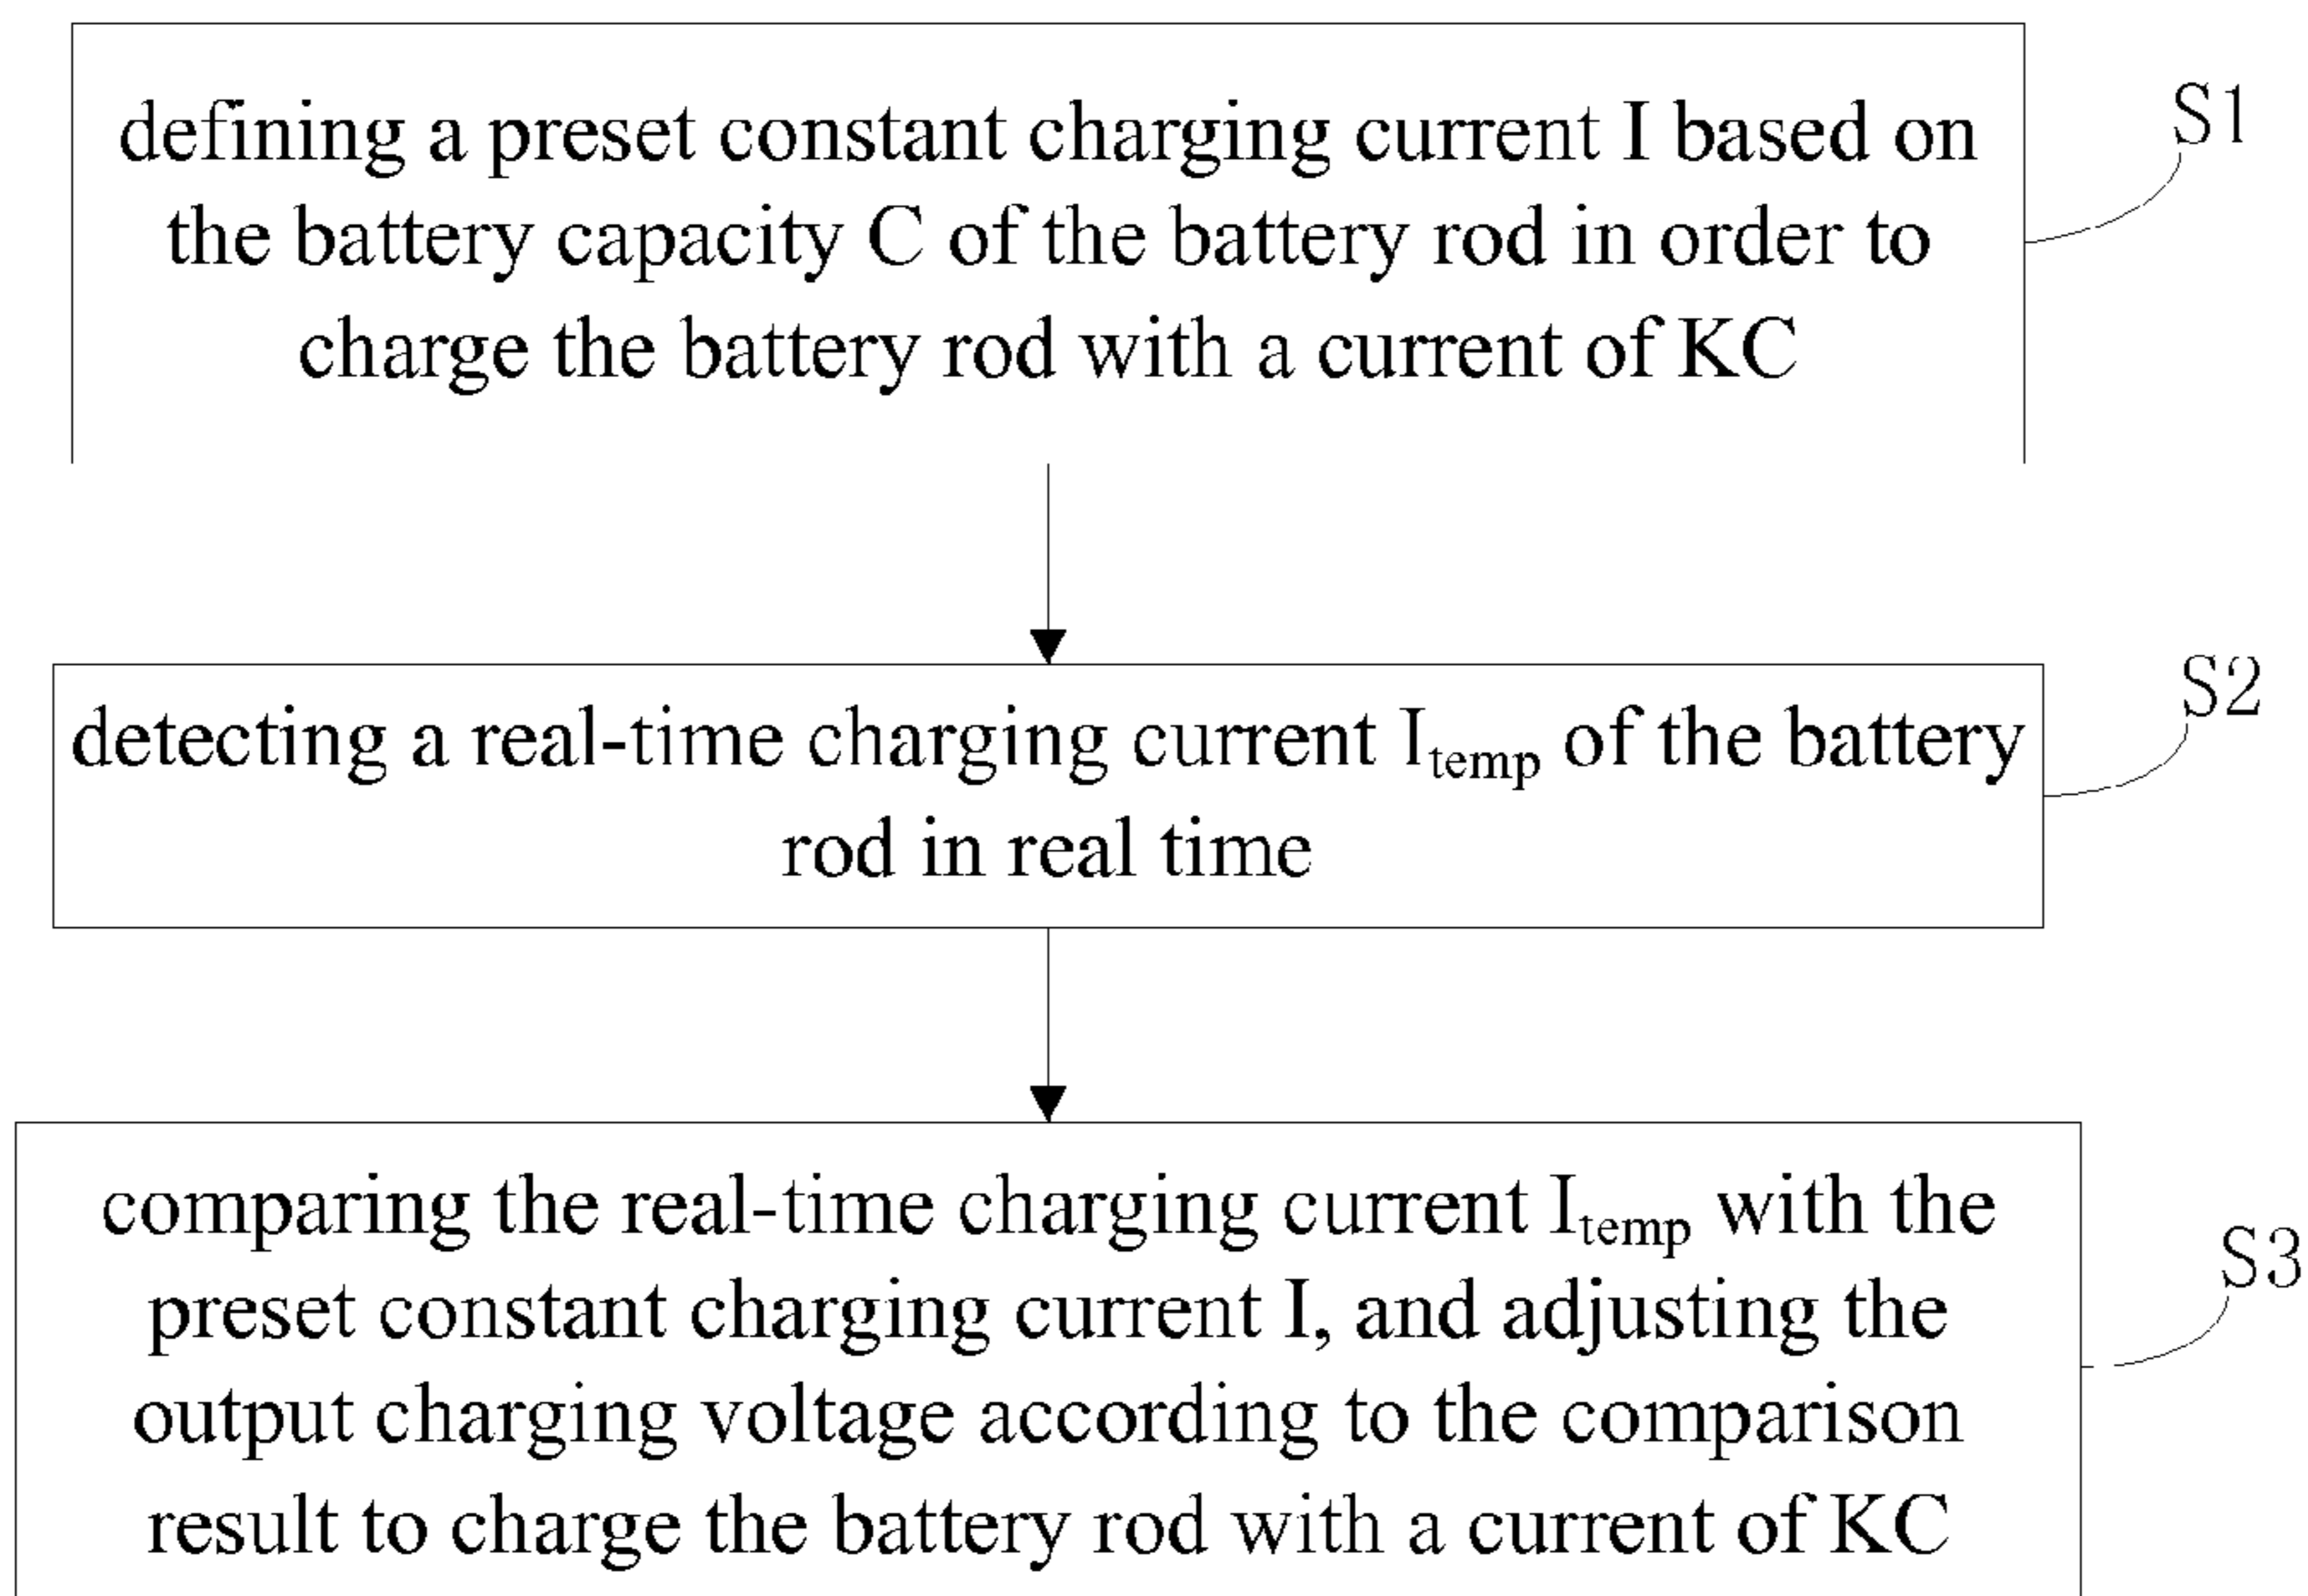 defining a preset constant charging current I based on
the battery capacity C of the battery rod in order to
charge the battery rod with a current of KC
S1
detecting a real-time charging current Itemp of the battery
rod in real time
S2
comparing the real-time charging current Itemp with the
preset constant charging current I, and adjusting the
output charging voltage according to the comparison
result to charge the battery rod with a current of KC
S3